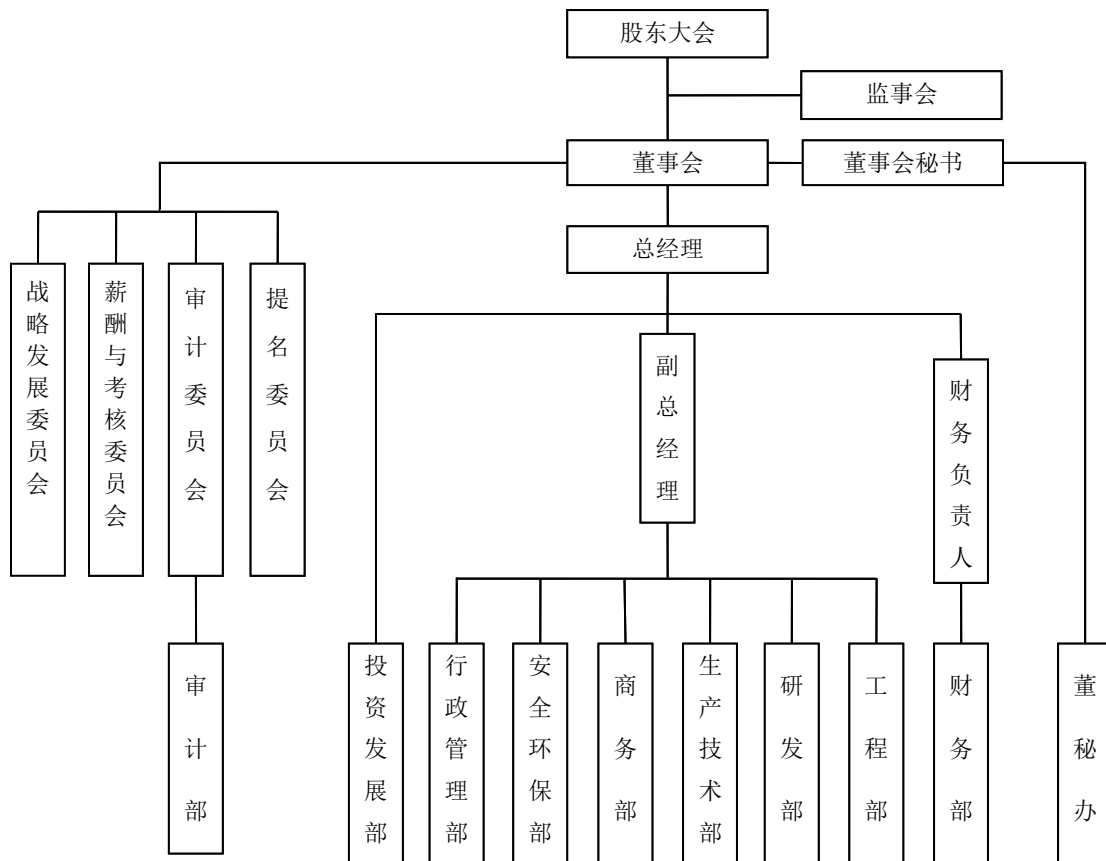 股东大会
监事会
董事会
董事会秘书
总经理
战略发展委员会
薪酬与考核委员会
审计委员会
提名委员会
副总经理
财务负责人
审计部
投资发展部
行政管理部
安全环保部
商务部
生产技术部
研发部
工程部
财务部
董秘办